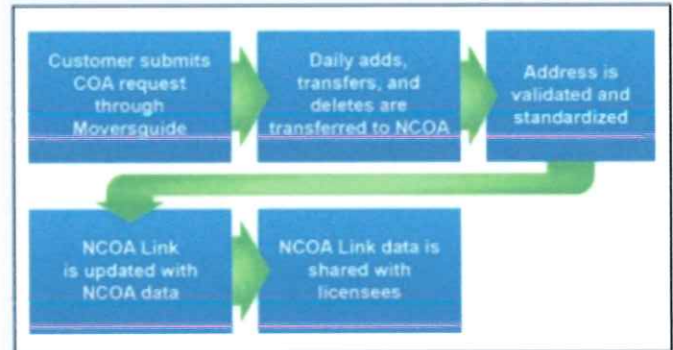 Customer submits
COA request
through
Moversguide
Daily adds,
transfers, and
deletes are
transferred to NCOA
Address is
validated and
standardized
NCOA Link
is updated with
NCOA data
NCOA Link data is
shared with
licensees